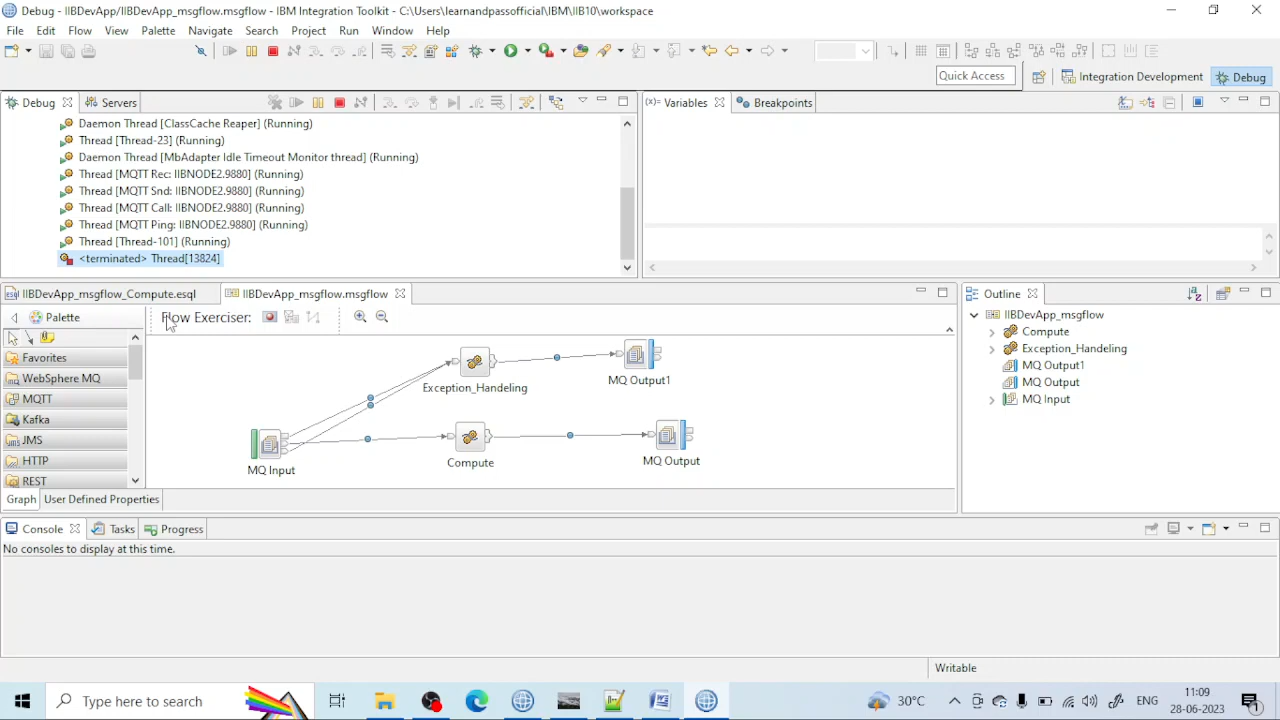 Debug - IIBDevApp/IIBDevApp_msgflow.msgflow - IBM Integration Toolkit - C:\Users\learnandpassofficial\IBM\IIB10\workspace
File Edit Flow View Palette Navigate Search Project Run Window Help
Quick Access Integration Development Debug
Debug Servers
Daemon Thread [ClassCache Reaper] (Running)
Thread [Thread-23] (Running)
Daemon Thread [MbAdapter Idle Timeout Monitor thread] (Running)
Thread [MQTT Rec: IIBNODE2.9880] (Running)
Thread [MQTT Snd: IIBNODE2.9880] (Running)
Thread [MQTT Call: IIBNODE2.9880] (Running)
Thread [MQTT Ping: IIBNODE2.9880] (Running)
Thread [Thread-101] (Running)
<terminated> Thread[13824]
Variables Breakpoints
IIBDevApp_msgflow_Compute.esql IIBDevApp_msgflow.msgflow
Palette
Favorites
WebSphere MQ
MQTT
Kafka
JMS
HTTP
REST
Flow Exerciser:
Exception_Handeling
MQ Output1
MQ Input
Compute
MQ Output
Graph User Defined Properties
Outline
IIBDevApp_msgflow
Compute
Exception_Handeling
MQ Output1
MQ Output
MQ Input
Console Tasks Progress
No consoles to display at this time.
Writable
Type here to search
30°C
ENG
11:09
28-06-2023
1